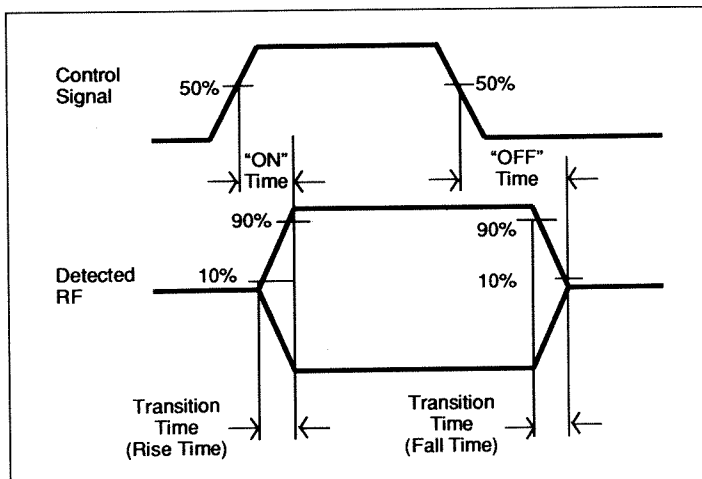 Control
Signal
50%
50%
"ON"
Time
"OFF"
Time
90%
90%
Detected
RF
10%
10%
Transition
Time
(Rise Time)
Transition
Time
(Fall Time)